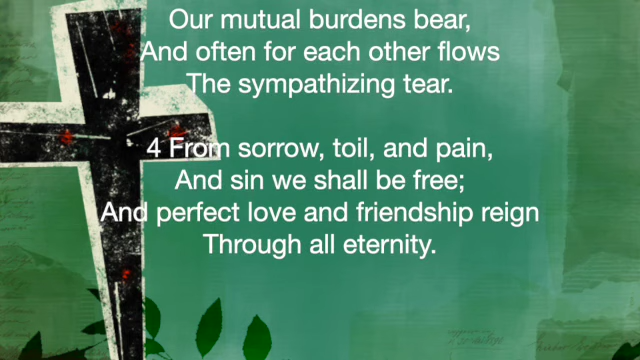 Our mutual burdens bear,
And often for each other flows
The sympathizing tear.
4 From sorrow, toil, and pain,
And sin we shall be free;
And perfect love and friendship reign
Through all eternity.